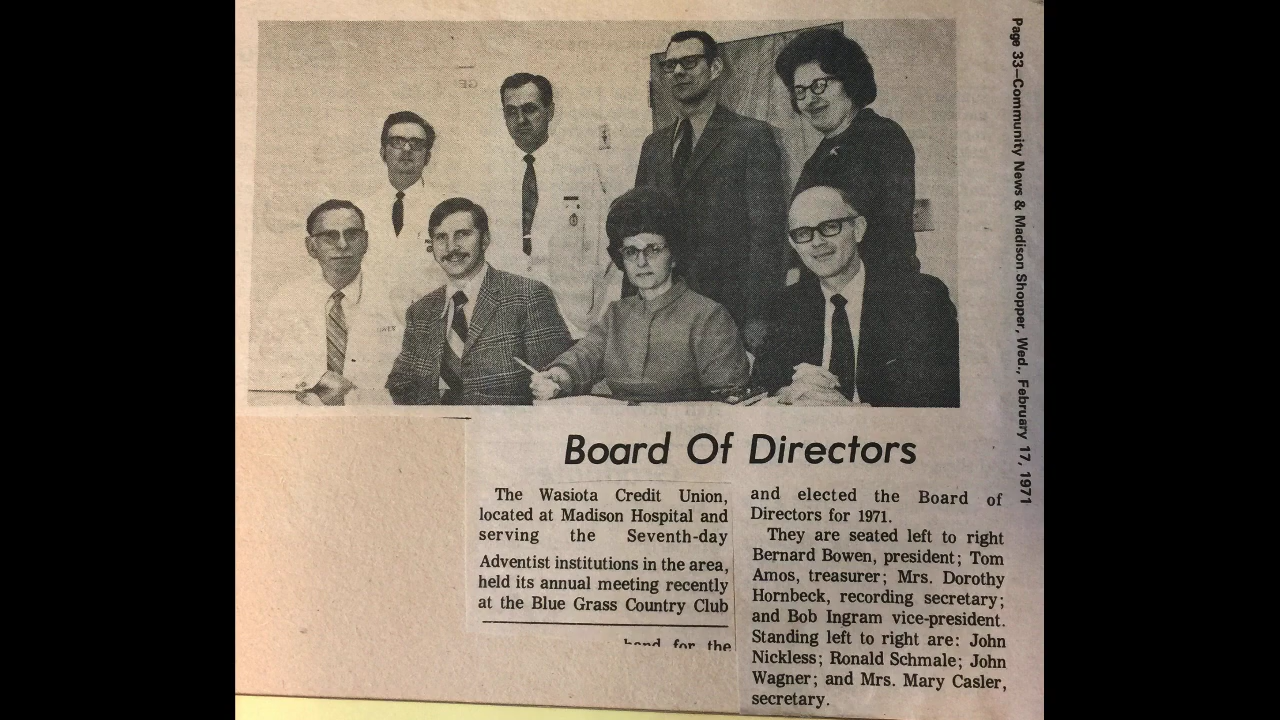 Page 33—Community News & Madison Shopper, Wed., February 17, 1971
Board Of Directors
The Wasiota Credit Union,
located at Madison Hospital and
serving the Seventh-day
Adventist institutions in the area,
held its annual meeting recently
at the Blue Grass Country Club
and elected the Board of
Directors for 1971.
They are seated left to right
Bernard Bowen, president; Tom
Amos, treasurer; Mrs. Dorothy
Hornbeck, recording secretary;
and Bob Ingram vice-president.
Standing left to right are: John
Nickless; Ronald Schmale; John
Wagner; and Mrs. Mary Casler,
secretary.
for the